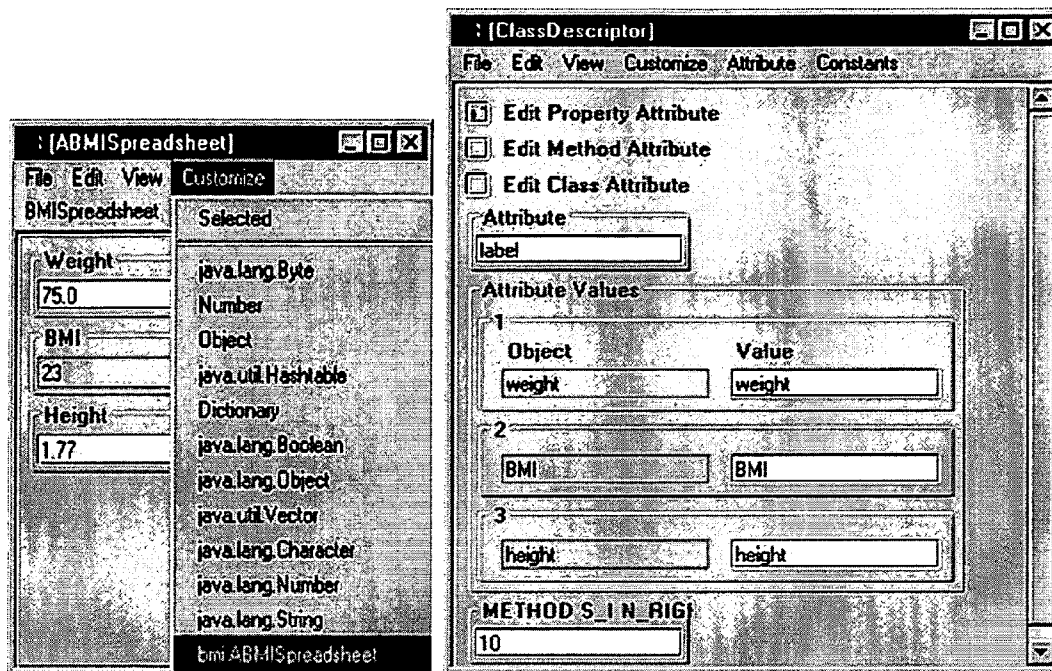 : [ABMISpreadsheet]
File Edit View Customize
BMISpreadsheet
Weight
75.0
BMI
23
Height
1.77
Selected
java.lang.Byte
Number
Object
java.util.Hashtable
Dictionary
java.lang.Boolean
java.lang.Object
java.util.Vector
java.lang.Character
java.lang.Number
java.lang.String
bmi.ABMISpreadsheet
: [ClassDescriptor]
File Edit View Customize Attribute Constants
Edit Property Attribute
Edit Method Attribute
Edit Class Attribute
Attribute
label
Attribute Values
1
Object Value
weight weight
2
BMI BMI
3
height height
METHOD S_I N_RIGI
10